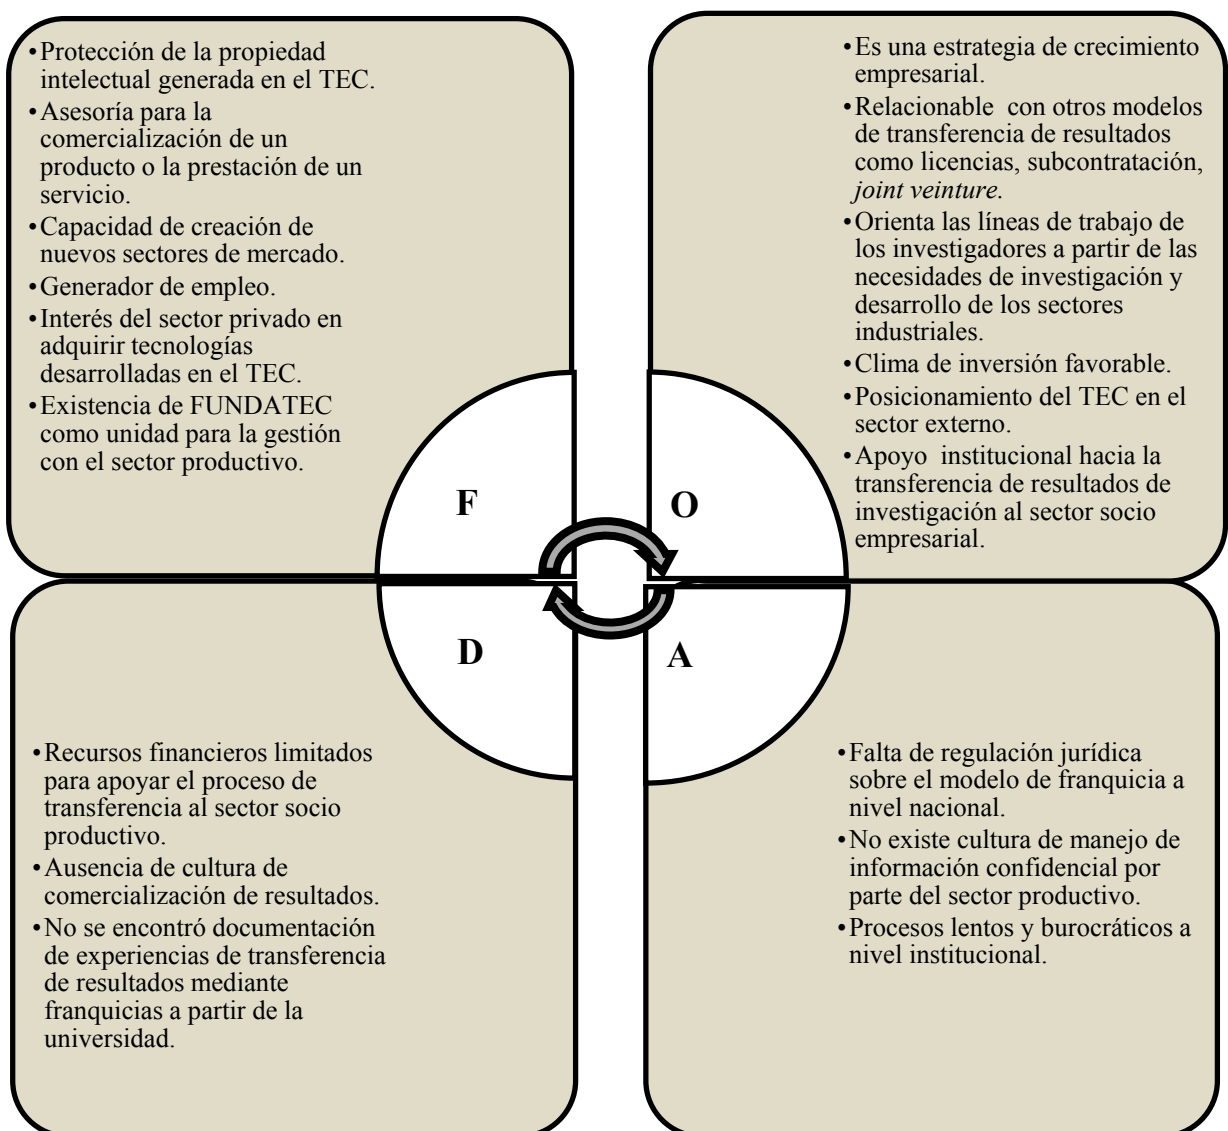 •Protección de la propiedad
intelectual generada en el TEC.
•Asesoría para la
comercialización de un
producto o la prestación de un
servicio.
•Capacidad de creación de
nuevos sectores de mercado.
•Generador de empleo.
•Interés del sector privado en
adquirir tecnologías
desarrolladas en el TEC.
•Existencia de FUNDATEC
como unidad para la gestión
con el sector productivo.
F
•Es una estrategia de crecimiento
empresarial.
•Relacionable con otros modelos
de transferencia de resultados
como licencias, subcontratación,
joint veinture.
•Orienta las líneas de trabajo de
los investigadores a partir de las
necesidades de investigación y
desarrollo de los sectores
industriales.
•Clima de inversión favorable.
•Posicionamiento del TEC en el
sector externo.
•Apoyo institucional hacia la
transferencia de resultados de
investigación al sector socio
empresarial.
O
D
•Recursos financieros limitados
para apoyar el proceso de
transferencia al sector socio
productivo.
•Ausencia de cultura de
comercialización de resultados.
•No se encontró documentación
de experiencias de transferencia
de resultados mediante
franquicias a partir de la
universidad.
A
•Falta de regulación jurídica
sobre el modelo de franquicia a
nivel nacional.
•No existe cultura de manejo de
información confidencial por
parte del sector productivo.
•Procesos lentos y burocráticos a
nivel institucional.